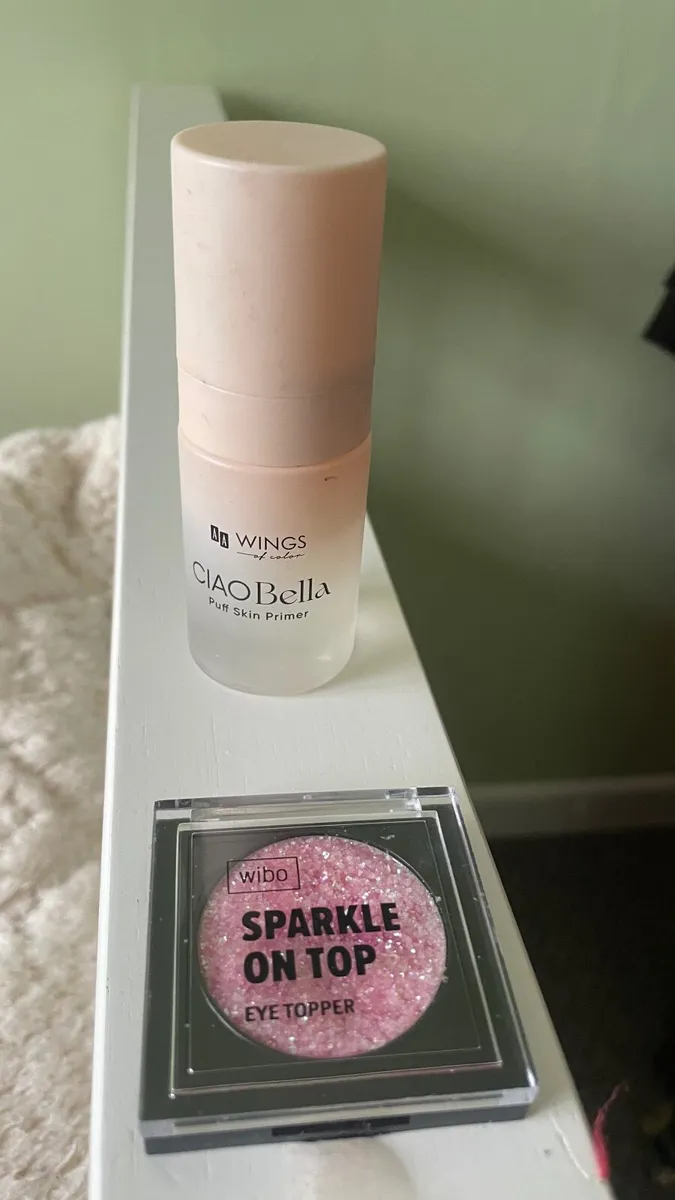 AA WINGS
of color
CIAO Bella
Puff Skin Primer
wibo
SPARKLE
ON TOP
EYE TOPPER